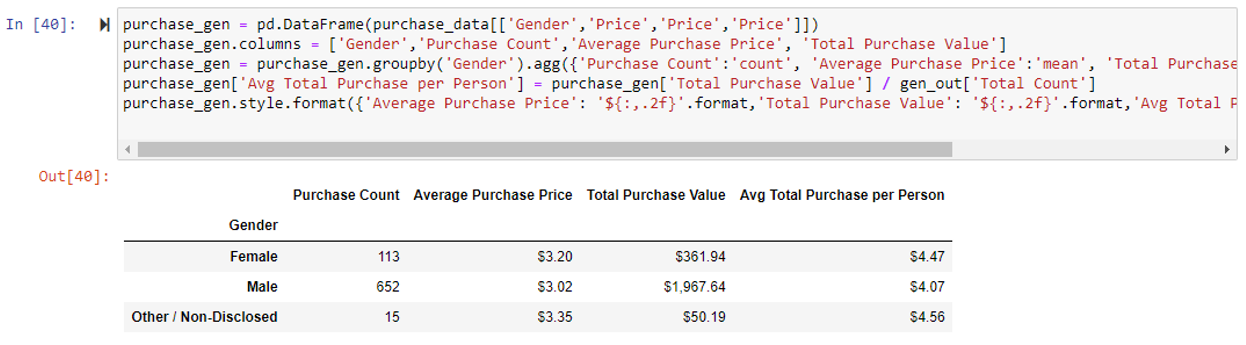 In [40]: purchase_gen = pd.DataFrame(purchase_data[['Gender','Price','Price','Price']])
purchase_gen.columns = ['Gender','Purchase Count','Average Purchase Price', 'Total Purchase Value']
purchase_gen = purchase_gen.groupby('Gender').agg({'Purchase Count':'count', 'Average Purchase Price':'mean', 'Total Purchase
purchase_gen['Avg Total Purchase per Person'] = purchase_gen['Total Purchase Value'] / gen_out['Total Count']
purchase_gen.style.format({'Average Purchase Price': '${:,.2f}'.format,'Total Purchase Value': '${:,.2f}'.format,'Avg Total P
Out[40]:
Purchase Count Average Purchase Price Total Purchase Value Avg Total Purchase per Person
Gender
Female 113 $3.20 $361.94 $4.47
Male 652 $3.02 $1,967.64 $4.07
Other / Non-Disclosed 15 $3.35 $50.19 $4.56